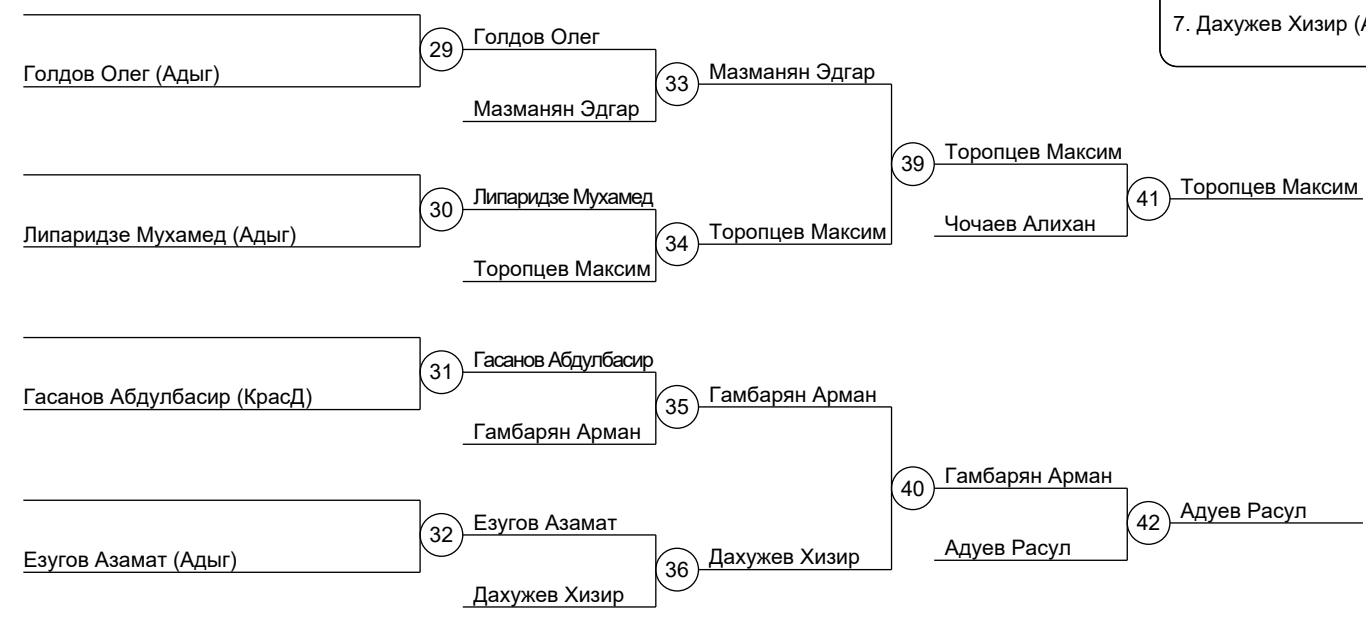 7. Дахужев Хизир (А
29
Голдов Олег
Голдов Олег (Адыг)
33
Мазманян Эдгар
Мазманян Эдгар
39
Торопцев Максим
30
Липаридзе Мухамед
41
Торопцев Максим
Липаридзе Мухамед (Адыг)
34
Торопцев Максим
Чочаев Алихан
Торопцев Максим
31
Гасанов Абдулбасир
Гасанов Абдулбасир (КрасД)
35
Гамбарян Арман
Гамбарян Арман
40
Гамбарян Арман
32
Езугов Азамат
42
Адуев Расул
Езугов Азамат (Адыг)
36
Дахужев Хизир
Адуев Расул
Дахужев Хизир